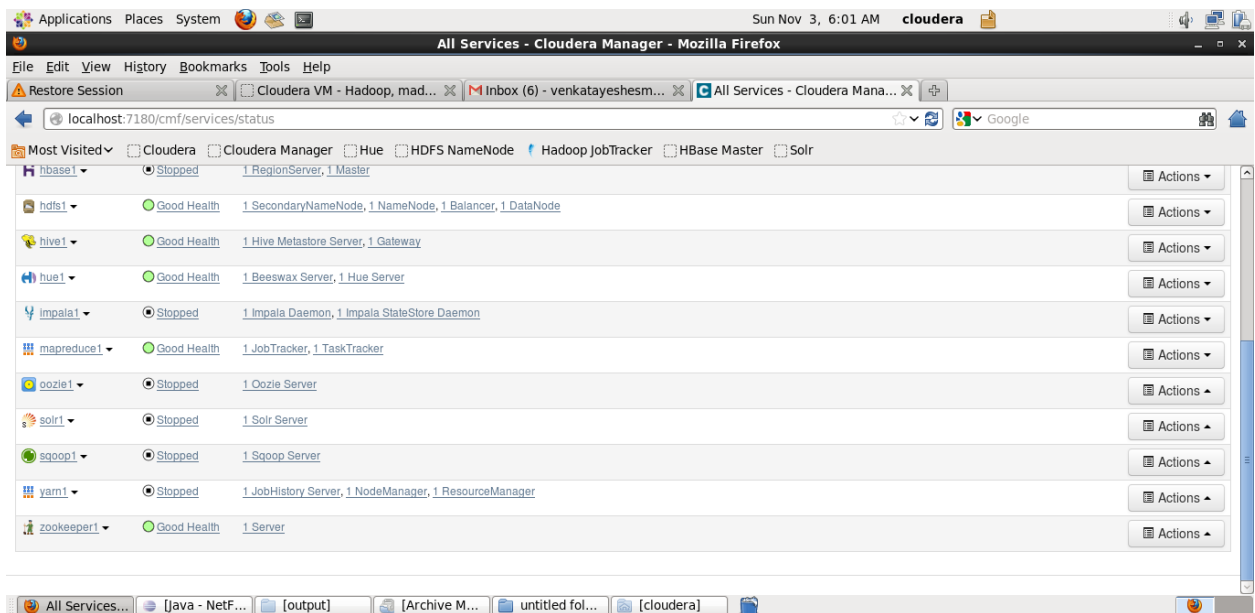 Applications Places System Sun Nov 3, 6:01 AM cloudera
All Services - Cloudera Manager - Mozilla Firefox
File Edit View History Bookmarks Tools Help
Restore Session Cloudera VM - Hadoop, mad... Inbox (6) - venkatayeshesm... All Services - Cloudera Mana...
localhost:7180/cmf/services/status Google
Most Visited Cloudera Cloudera Manager Hue HDFS NameNode Hadoop JobTracker HBase Master Solr
hbase1 Stopped 1 RegionServer, 1 Master Actions
hdfs1 Good Health 1 SecondaryNameNode, 1 NameNode, 1 Balancer, 1 DataNode Actions
hive1 Good Health 1 Hive Metastore Server, 1 Gateway Actions
hue1 Good Health 1 Beeswax Server, 1 Hue Server Actions
impala1 Stopped 1 Impala Daemon, 1 Impala StateStore Daemon Actions
mapreduce1 Good Health 1 JobTracker, 1 TaskTracker Actions
oozie1 Stopped 1 Oozie Server Actions
solr1 Stopped 1 Solr Server Actions
sqoop1 Stopped 1 Sqoop Server Actions
yarn1 Stopped 1 JobHistory Server, 1 NodeManager, 1 ResourceManager Actions
zookeeper1 Good Health 1 Server Actions
All Services... [Java - NetF... [output] [Archive M... untitled fol... [cloudera]